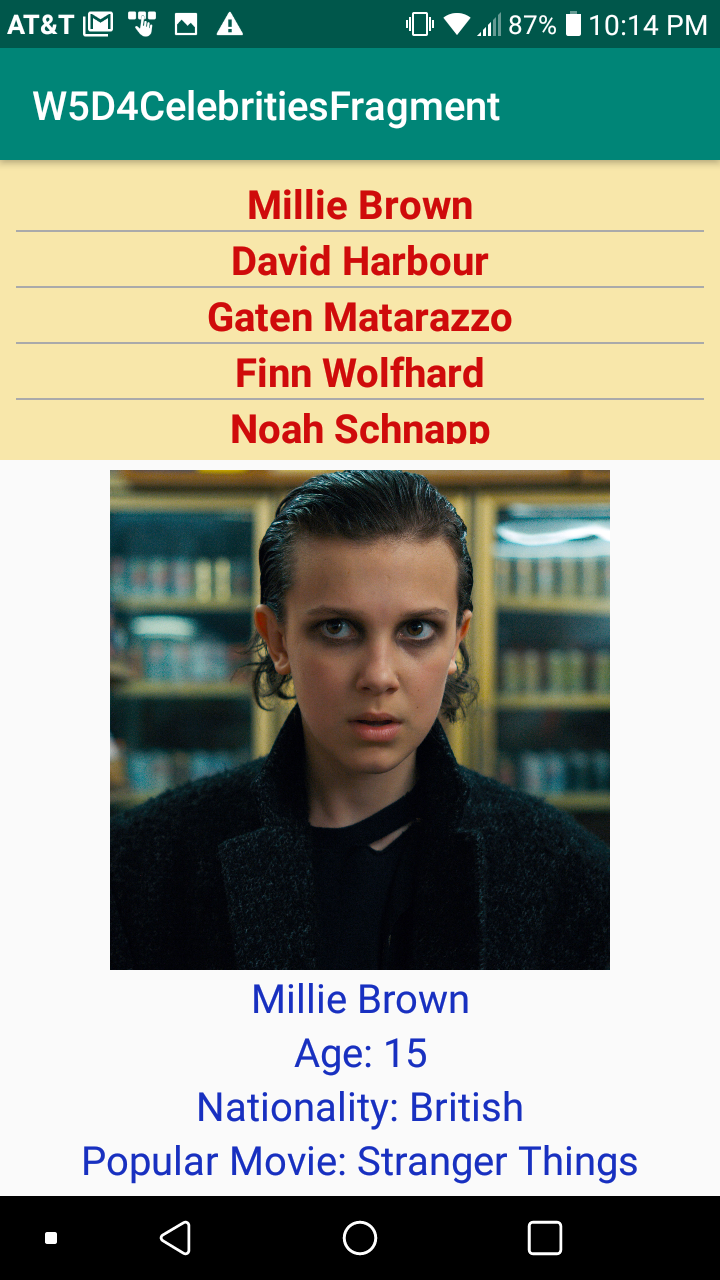 AT&T 87% 10:14 PM
W5D4CelebritiesFragment
Millie Brown
David Harbour
Gaten Matarazzo
Finn Wolfhard
Noah Schnapp
Millie Brown
Age: 15
Nationality: British
Popular Movie: Stranger Things